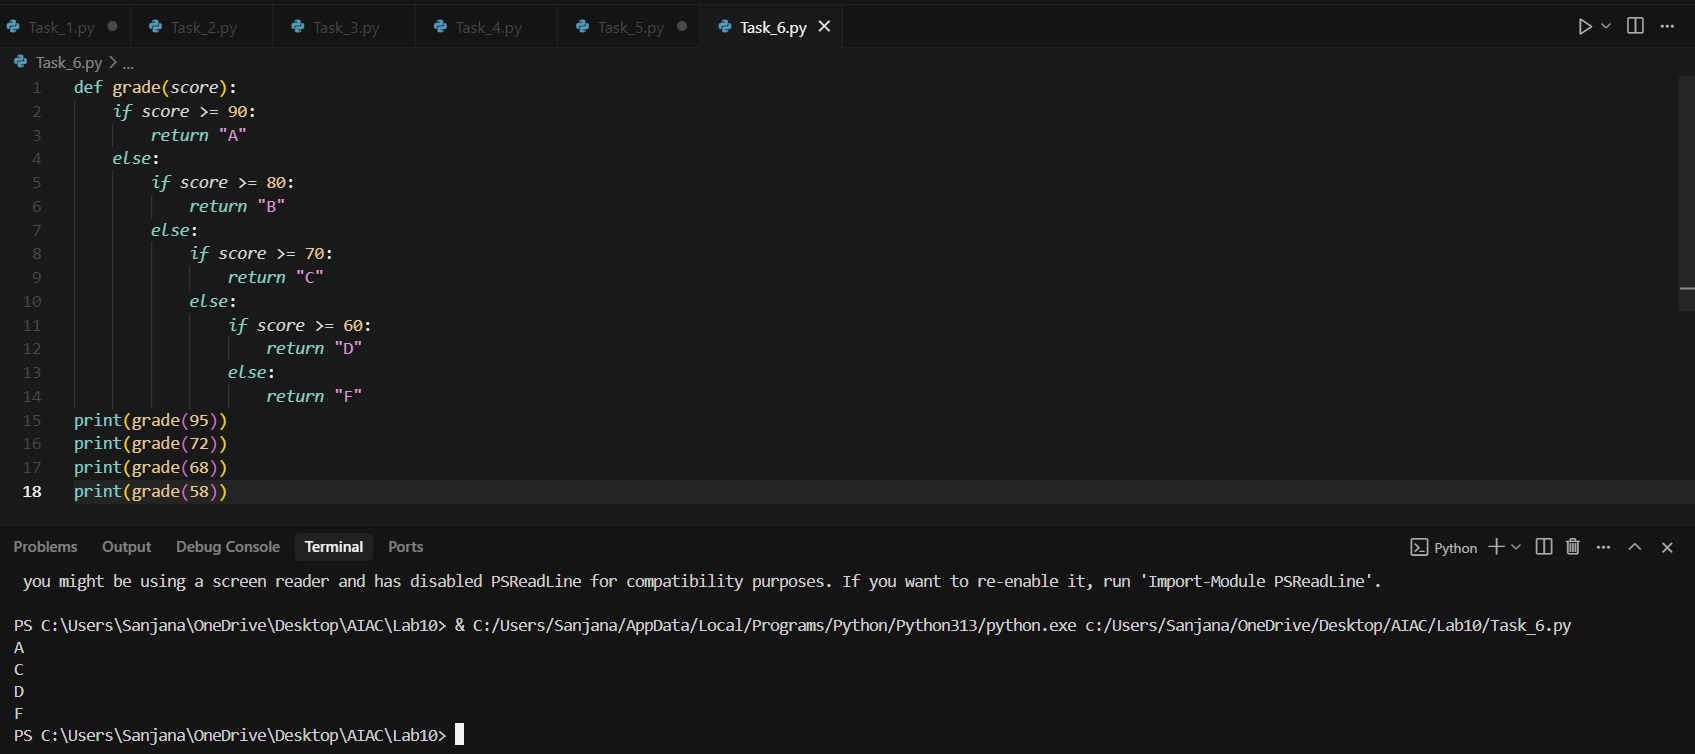 Task_1.py Task_2.py Task_3.py Task_4.py Task_5.py Task_6.py
Task_6.py > ...
1 def grade(score):
2     if score >= 90:
3         return "A"
4     else:
5         if score >= 80:
6             return "B"
7         else:
8             if score >= 70:
9                 return "C"
10             else:
11                 if score >= 60:
12                     return "D"
13                 else:
14                     return "F"
15 print(grade(95))
16 print(grade(72))
17 print(grade(68))
18 print(grade(58))
Problems Output Debug Console Terminal Ports Python
you might be using a screen reader and has disabled PSReadLine for compatibility purposes. If you want to re-enable it, run 'Import-Module PSReadLine'.
PS C:\Users\Sanjana\OneDrive\Desktop\AIAC\Lab10> & C:/Users/Sanjana/AppData/Local/Programs/Python/Python313/python.exe c:/Users/Sanjana/OneDrive/Desktop/AIAC/Lab10/Task_6.py
A
C
D
F
PS C:\Users\Sanjana\OneDrive\Desktop\AIAC\Lab10>